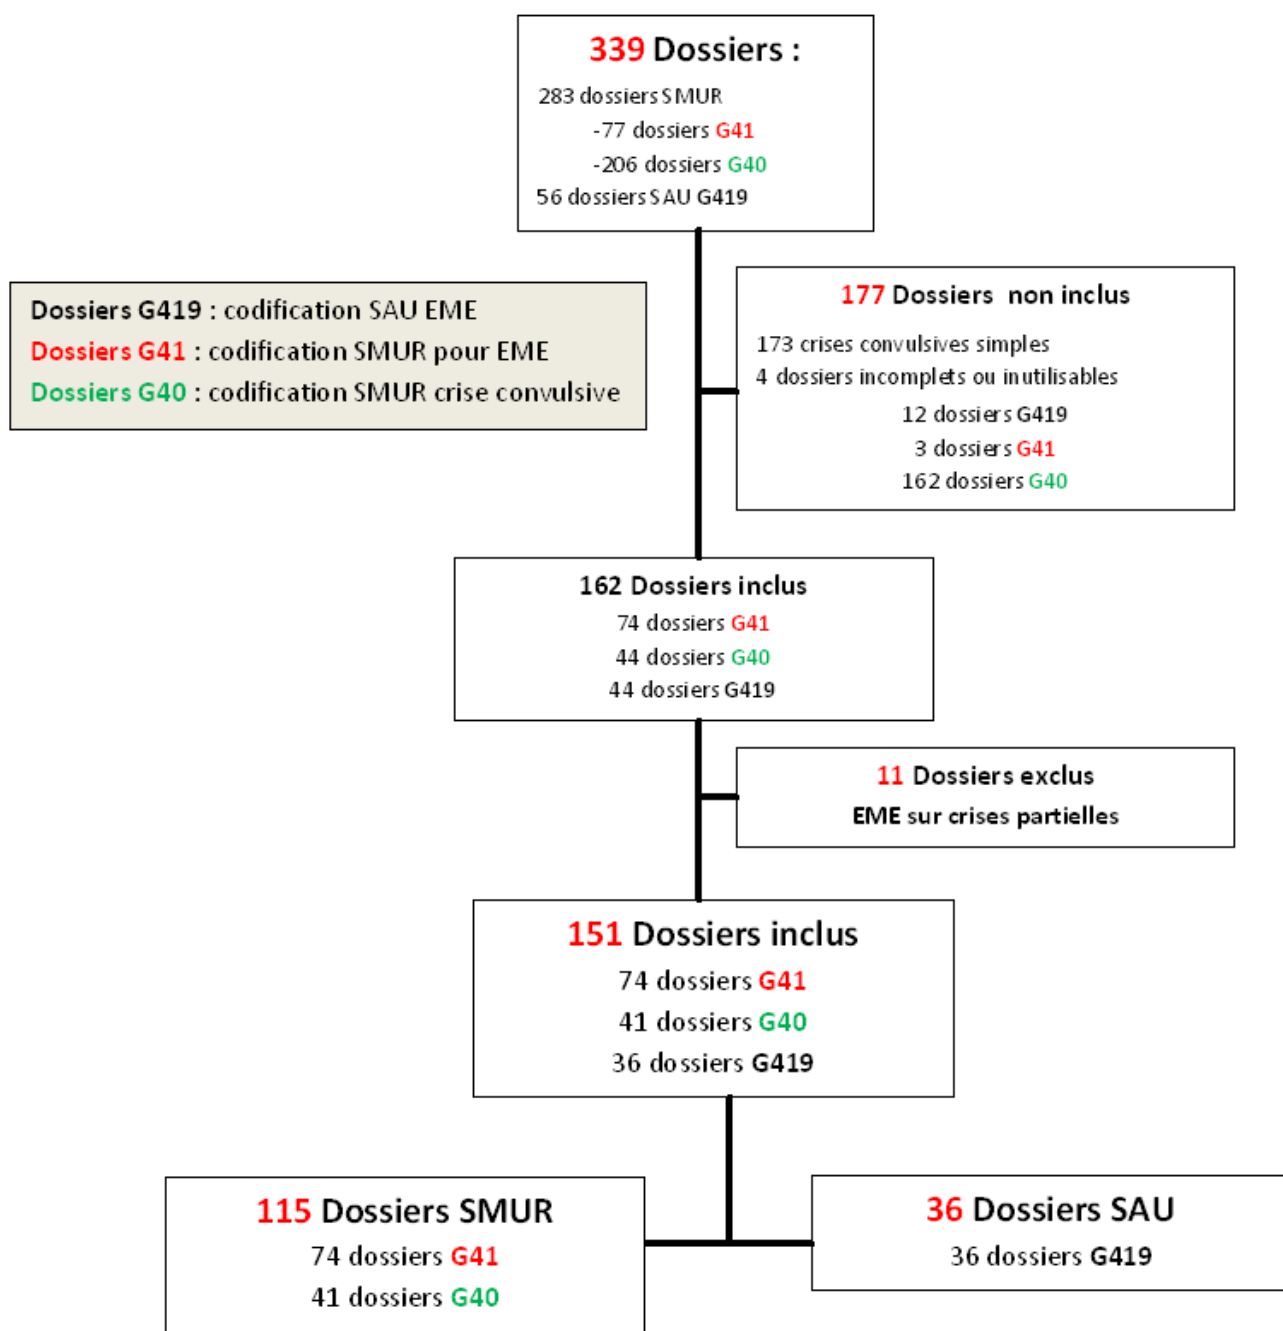 339 Dossiers :
283 dossiers SMUR
-77 dossiers G41
-206 dossiers G40
56 dossiers SAU G419
Dossiers G419 : codification SAU EME
Dossiers G41 : codification SMUR pour EME
Dossiers G40 : codification SMUR crise convulsive
177 Dossiers non inclus
173 crises convulsives simples
4 dossiers incomplets ou inutilisables
12 dossiers G419
3 dossiers G41
162 dossiers G40
162 Dossiers inclus
74 dossiers G41
44 dossiers G40
44 dossiers G419
11 Dossiers exclus
EME sur crises partielles
151 Dossiers inclus
74 dossiers G41
41 dossiers G40
36 dossiers G419
115 Dossiers SMUR
74 dossiers G41
41 dossiers G40
36 Dossiers SAU
36 dossiers G419